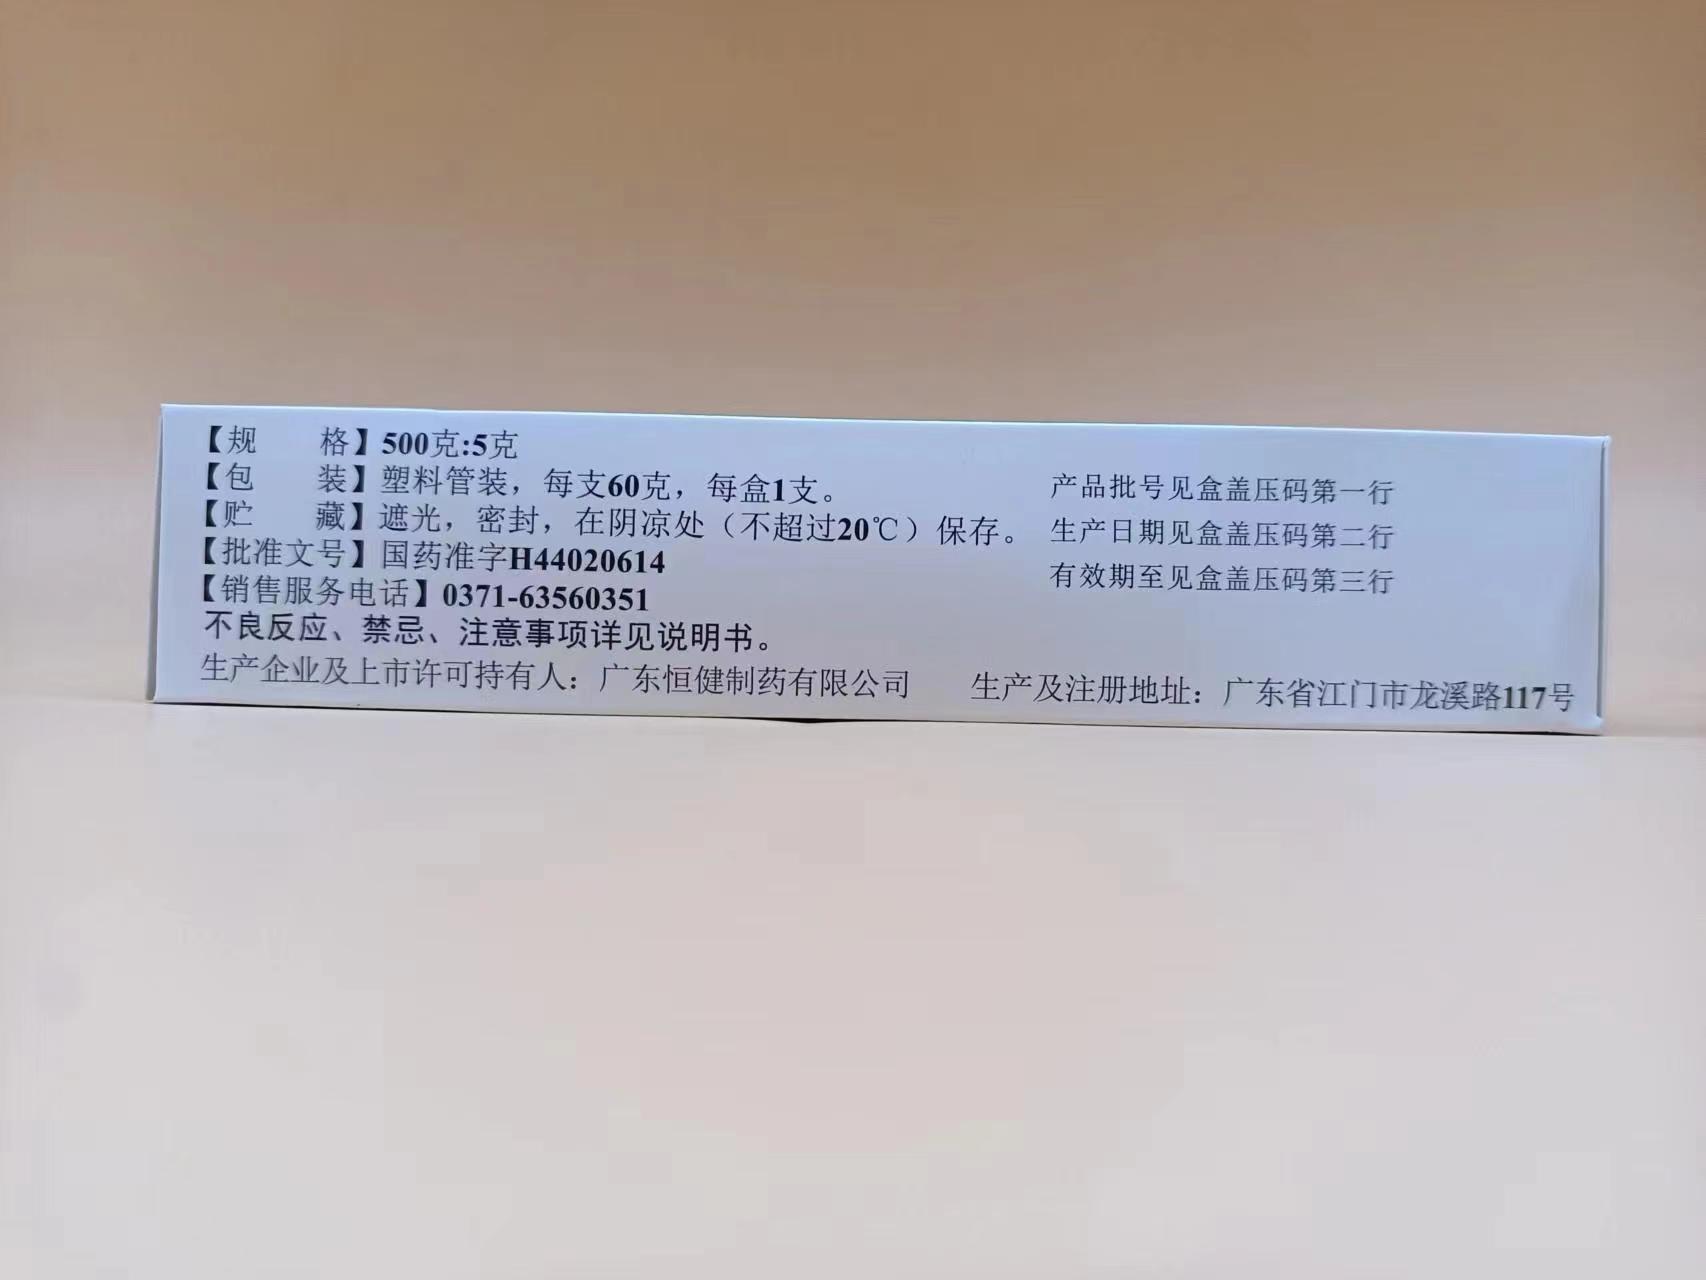 【规　　格】500克:5克
【包　　装】塑料管装，每支60克，每盒1支。
【贮　　藏】遮光，密封，在阴凉处（不超过20℃）保存。
【批准文号】国药准字H44020614
【销售服务电话】0371-63560351
不良反应、禁忌、注意事项详见说明书。
产品批号见盒盖压码第一行
生产日期见盒盖压码第二行
有效期至见盒盖压码第三行
生产企业及上市许可持有人：广东恒健制药有限公司　生产及注册地址：广东省江门市龙溪路117号